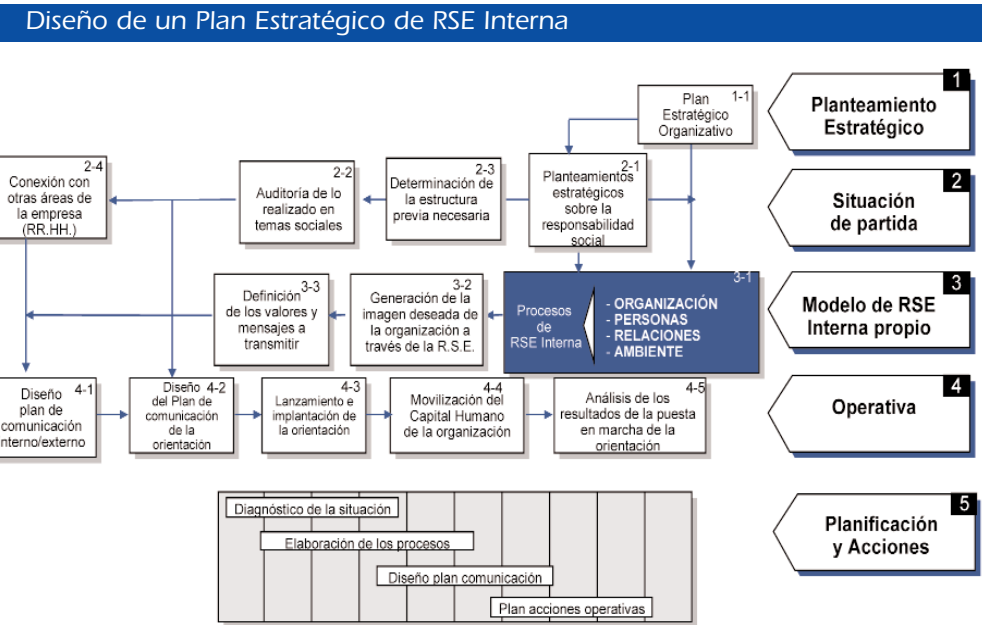 Diseño de un Plan Estratégico de RSE Interna
1
Planteamiento
Estratégico
1-1
Plan
Estratégico
Organizativo
2-4
Conexión con
otras áreas de
la empresa
(RR.HH.)
2-2
Auditoría de lo
realizado en
temas sociales
2-3
Determinación de
la estructura
previa necesaria
2-1
Planteamientos
estratégicos
sobre la
responsabilidad
social
2
Situación
de partida
3-3
Definición
de los valores y
mensajes a
transmitir
3-2
Generación de la
imagen deseada de
la organización a
través de la R.S.E.
3-1
Procesos
de
RSE Interna
- ORGANIZACIÓN
- PERSONAS
- RELACIONES
- AMBIENTE
3
Modelo de RSE
Interna propio
4-1
Diseño
plan de
comunicación
nterno/externo
4-2
Diseño
del Plan de
comunicación
de la
orientación
4-3
Lanzamiento e
implantación de
la orientación
4-4
Movilización del
Capital Humano
de la organización
4-5
Análisis de los
resultados de la puesta
en marcha de la
orientación
4
Operativa
Diagnóstico de la situación
Elaboración de los procesos
Diseño plan comunicación
Plan acciones operativas
5
Planificación
y Acciones